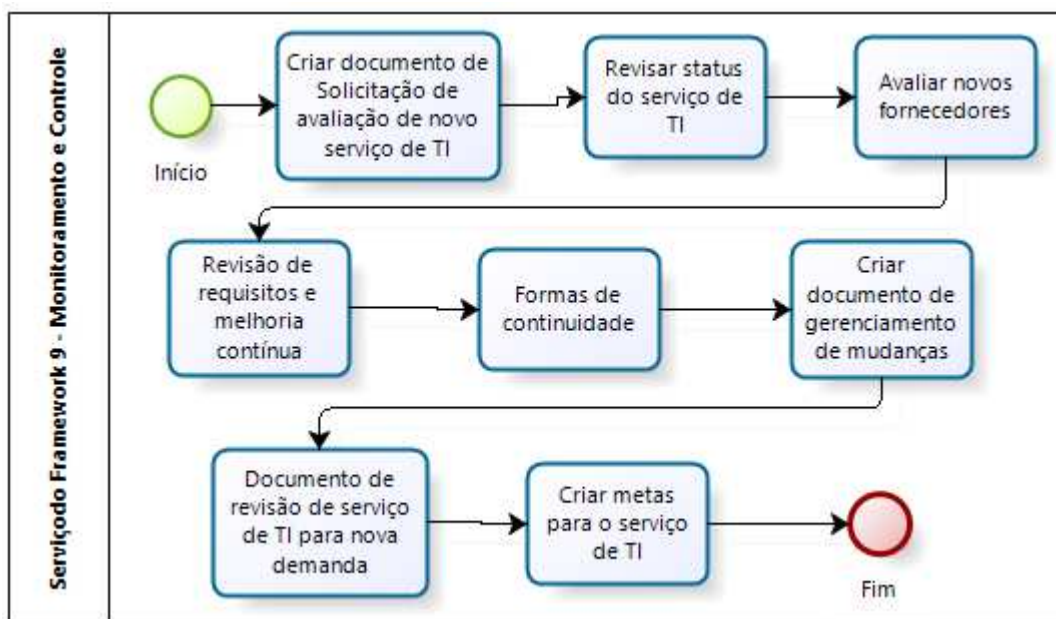 Serviçodo Framework 9 - Monitoramento e Controle
Início
Criar documento de
Solicitação de
avaliação de novo
serviço de TI
Revisar status
do serviço de
TI
Avaliar novos
fornecedores
Revisão de
requisitos e
melhoria
contínua
Formas de
continuidade
Criar
documento de
gerenciamento
de mudanças
Documento de
revisão de serviço
de TI para nova
demanda
Criar metas
para o serviço
de TI
Fim